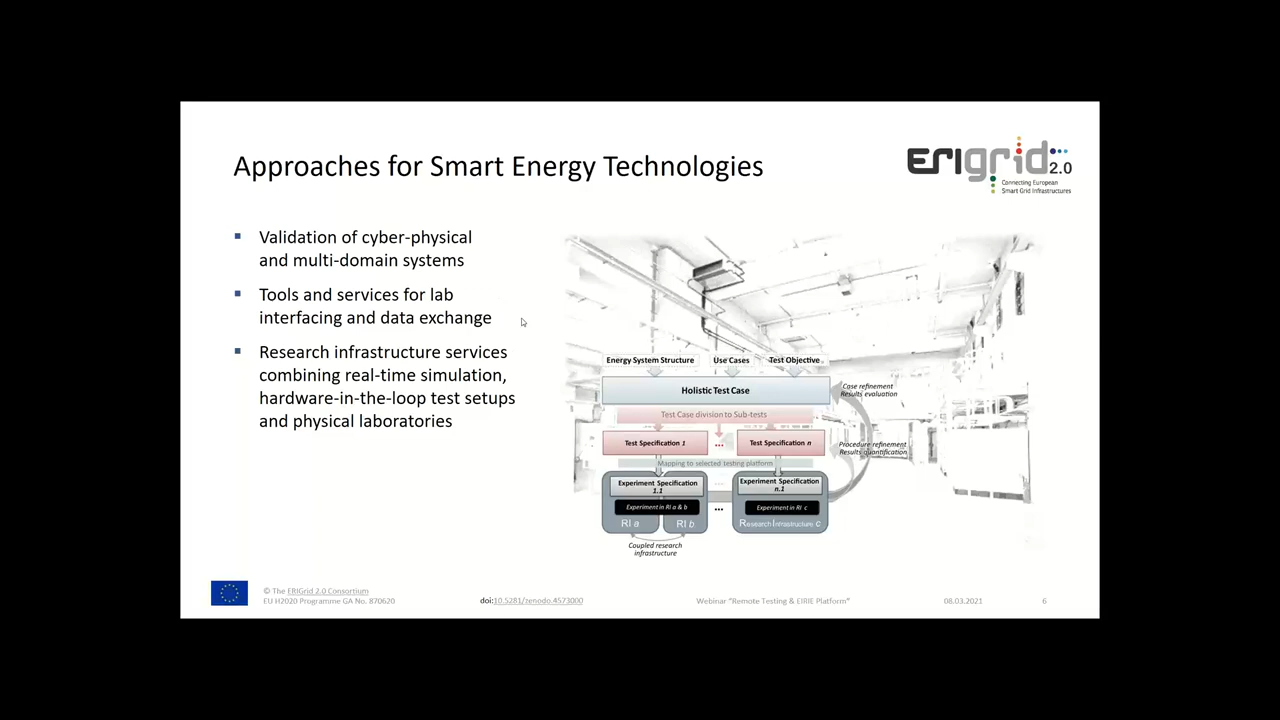 Approaches for Smart Energy Technologies
ERIgrid 2.0
Connecting European
Smart Grid Infrastructures
▪ Validation of cyber-physical
and multi-domain systems
▪ Tools and services for lab
interfacing and data exchange
▪ Research infrastructure services
combining real-time simulation,
hardware-in-the-loop test setups
and physical laboratories
Energy System Structure
Use Cases
Test Objective
Holistic Test Case
Case refinement
Results evaluation
Test Case division to Sub-tests
Test Specification 1
...
Test Specification n
Procedure refinement
Results quantification
Mapping to selected testing platform
Experiment Specification
1.1
...
Experiment Specification
n.1
Experiment in RI a & b
...
Experiment in RI c
RI a
RI b
Research Infrastructure c
Coupled research
infrastructure
© The ERIGrid 2.0 Consortium
EU H2020 Programme GA No. 870620
doi:10.5281/zenodo.4573000
Webinar "Remote Testing & EIRIE Platform"
08.03.2021
6